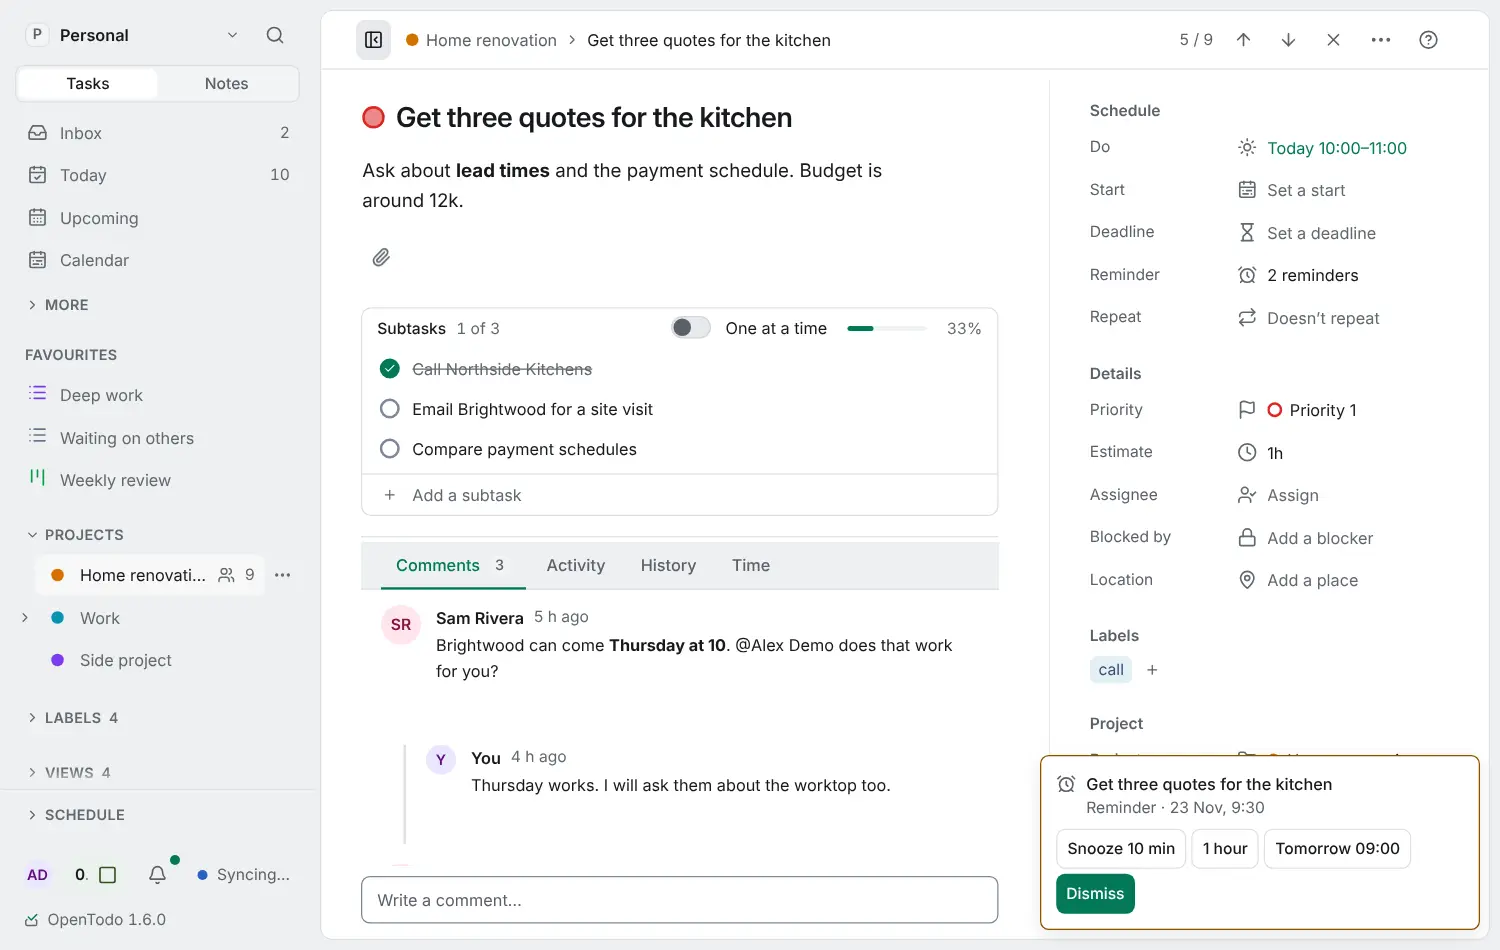 P Personal
Tasks Notes
Inbox 2
Today 10
Upcoming
Calendar
MORE
FAVOURITES
Deep work
Waiting on others
Weekly review
PROJECTS
Home renovati... 9
Work
Side project
LABELS 4
VIEWS 4
SCHEDULE
AD 0. Syncing...
OpenTodo 1.6.0
Home renovation > Get three quotes for the kitchen
5 / 9
Get three quotes for the kitchen
Ask about lead times and the payment schedule. Budget is
around 12k.
Subtasks 1 of 3 One at a time 33%
Call Northside Kitchens
Email Brightwood for a site visit
Compare payment schedules
+ Add a subtask
Comments 3 Activity History Time
SR Sam Rivera 5 h ago
Brightwood can come Thursday at 10. @Alex Demo does that work
for you?
Y You 4 h ago
Thursday works. I will ask them about the worktop too.
Write a comment...
Schedule
Do Today 10:00–11:00
Start Set a start
Deadline Set a deadline
Reminder 2 reminders
Repeat Doesn’t repeat
Details
Priority Priority 1
Estimate 1h
Assignee Assign
Blocked by Add a blocker
Location Add a place
Labels
call +
Project
Get three quotes for the kitchen
Reminder · 23 Nov, 9:30
Snooze 10 min 1 hour Tomorrow 09:00
Dismiss